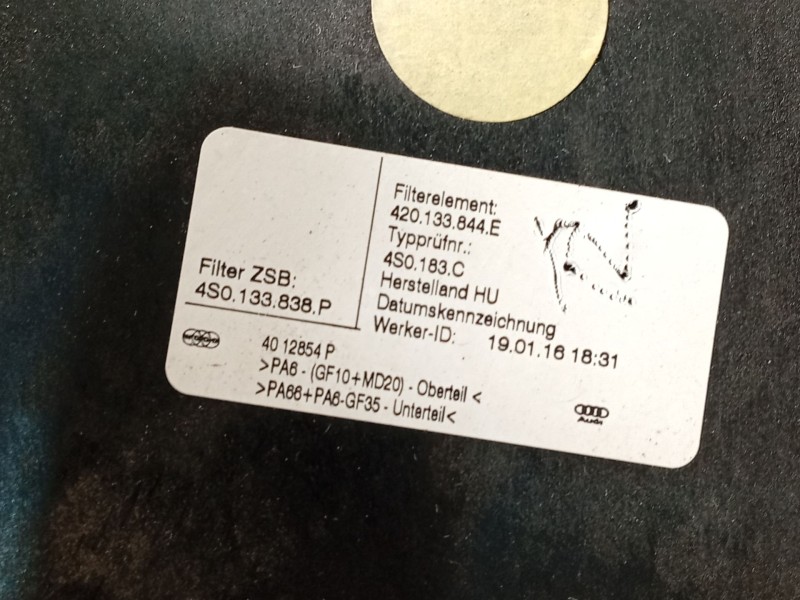 Filter ZSB:
4S0.133.838.P
Filterelement:
420.133.844.E
Typprüfnr.:
4S0.183.C
Herstelland HU
Datumskennzeichnung
Werker-ID: 19.01.16 18:31
40 12854 P
>PA6 - (GF10+MD20) - Oberteil <
>PA66+PA6-GF35 - Unterteil<
Audi